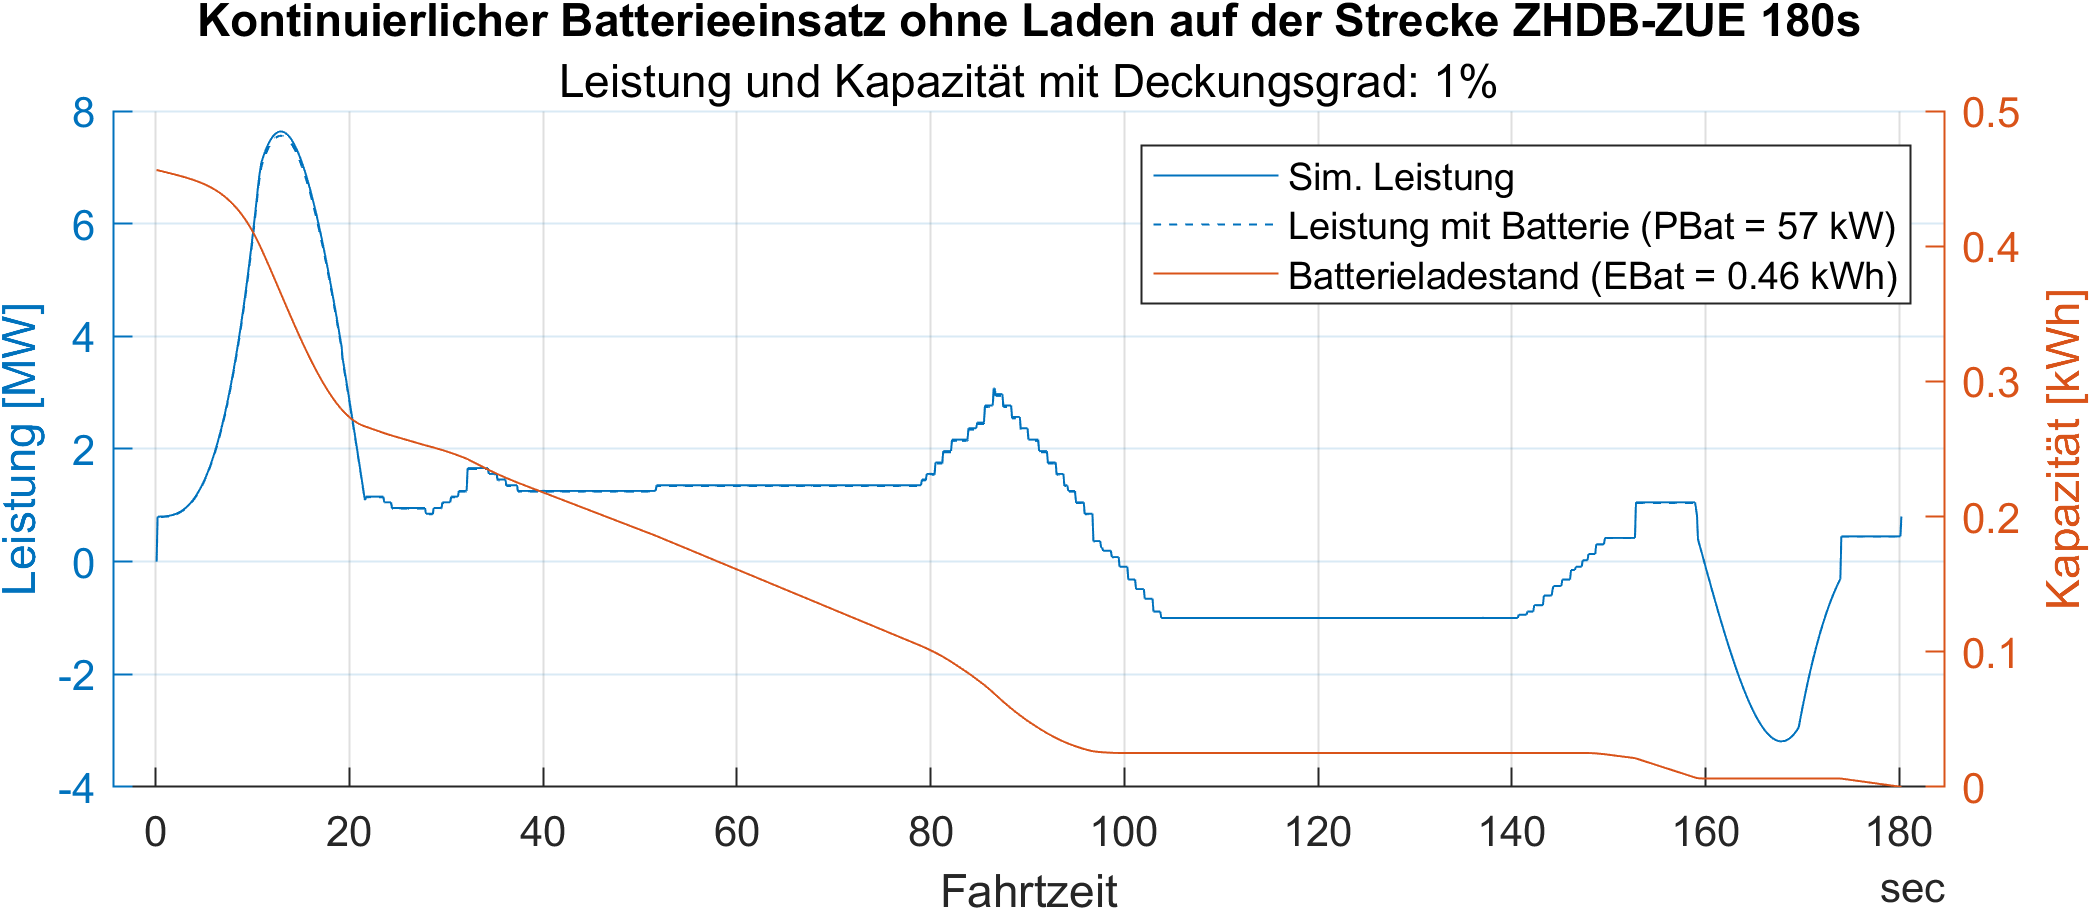 Kontinuierlicher Batterieeinsatz ohne Laden auf der Strecke ZHDB-ZUE 180s
Leistung und Kapazität mit Deckungsgrad: 1%
8
6
4
2
0
-2
-4
Leistung [MW]
0.5
0.4
0.3
0.2
0.1
0
Kapazität [kWh]
Sim. Leistung
Leistung mit Batterie (PBat = 57 kW)
Batterieladestand (EBat = 0.46 kWh)
0 20 40 60 80 100 120 140 160 180
Fahrtzeit
sec